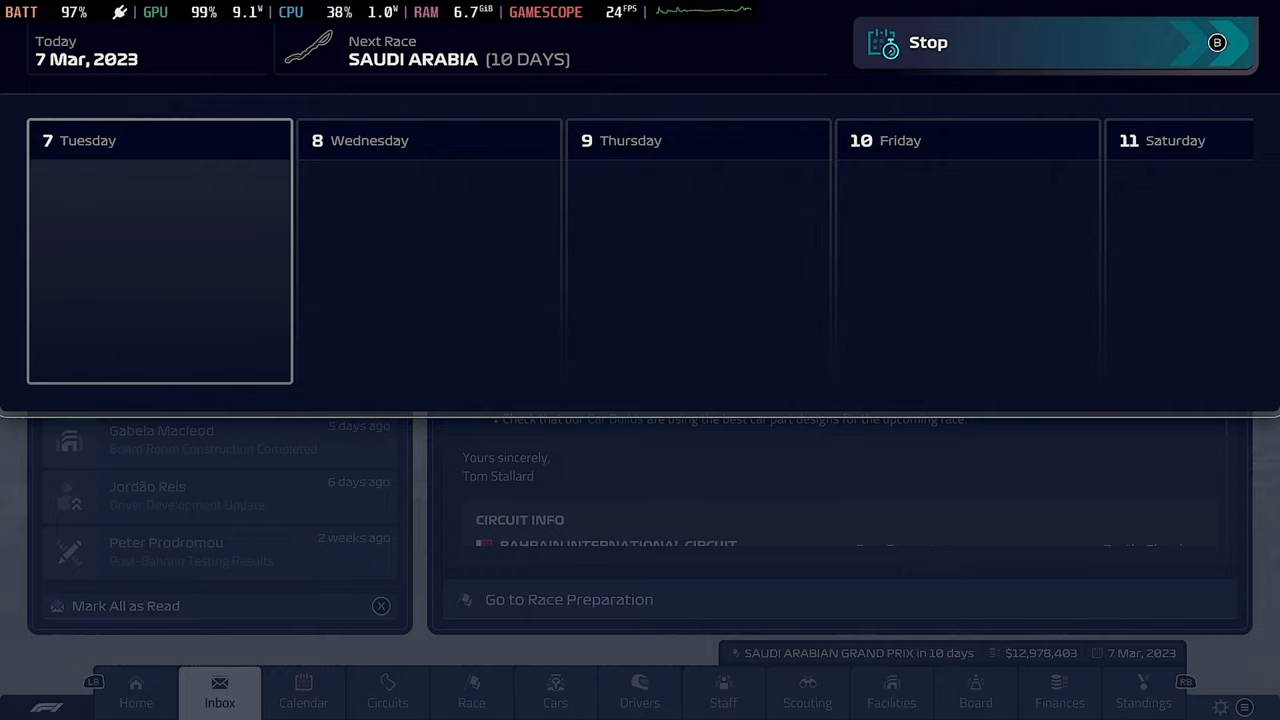 BATT 97% GPU 99% 9.1W CPU 38% 1.0W RAM 6.7GiB GAMESCOPE 24FPS
Today
7 Mar, 2023
Next Race
SAUDI ARABIA (10 DAYS)
Stop B
7 Tuesday
8 Wednesday
9 Thursday
10 Friday
11 Saturday
Gabela Macleod 5 days ago
Board Room Construction Completed
Jordão Reis 6 days ago
Driver Development Update
Peter Prodromou 2 weeks ago
Post-Bahrain Testing Results
Mark All as Read X
• Check that our Car Builds are using the best car part designs for the upcoming race.
Yours sincerely,
Tom Stallard
CIRCUIT INFO
BAHRAIN INTERNATIONAL CIRCUIT
Go to Race Preparation
SAUDI ARABIAN GRAND PRIX in 10 days $12,978,403 7 Mar, 2023
LB Home Inbox Calendar Circuits Race Cars Drivers Staff Scouting Facilities Board Finances Standings RB